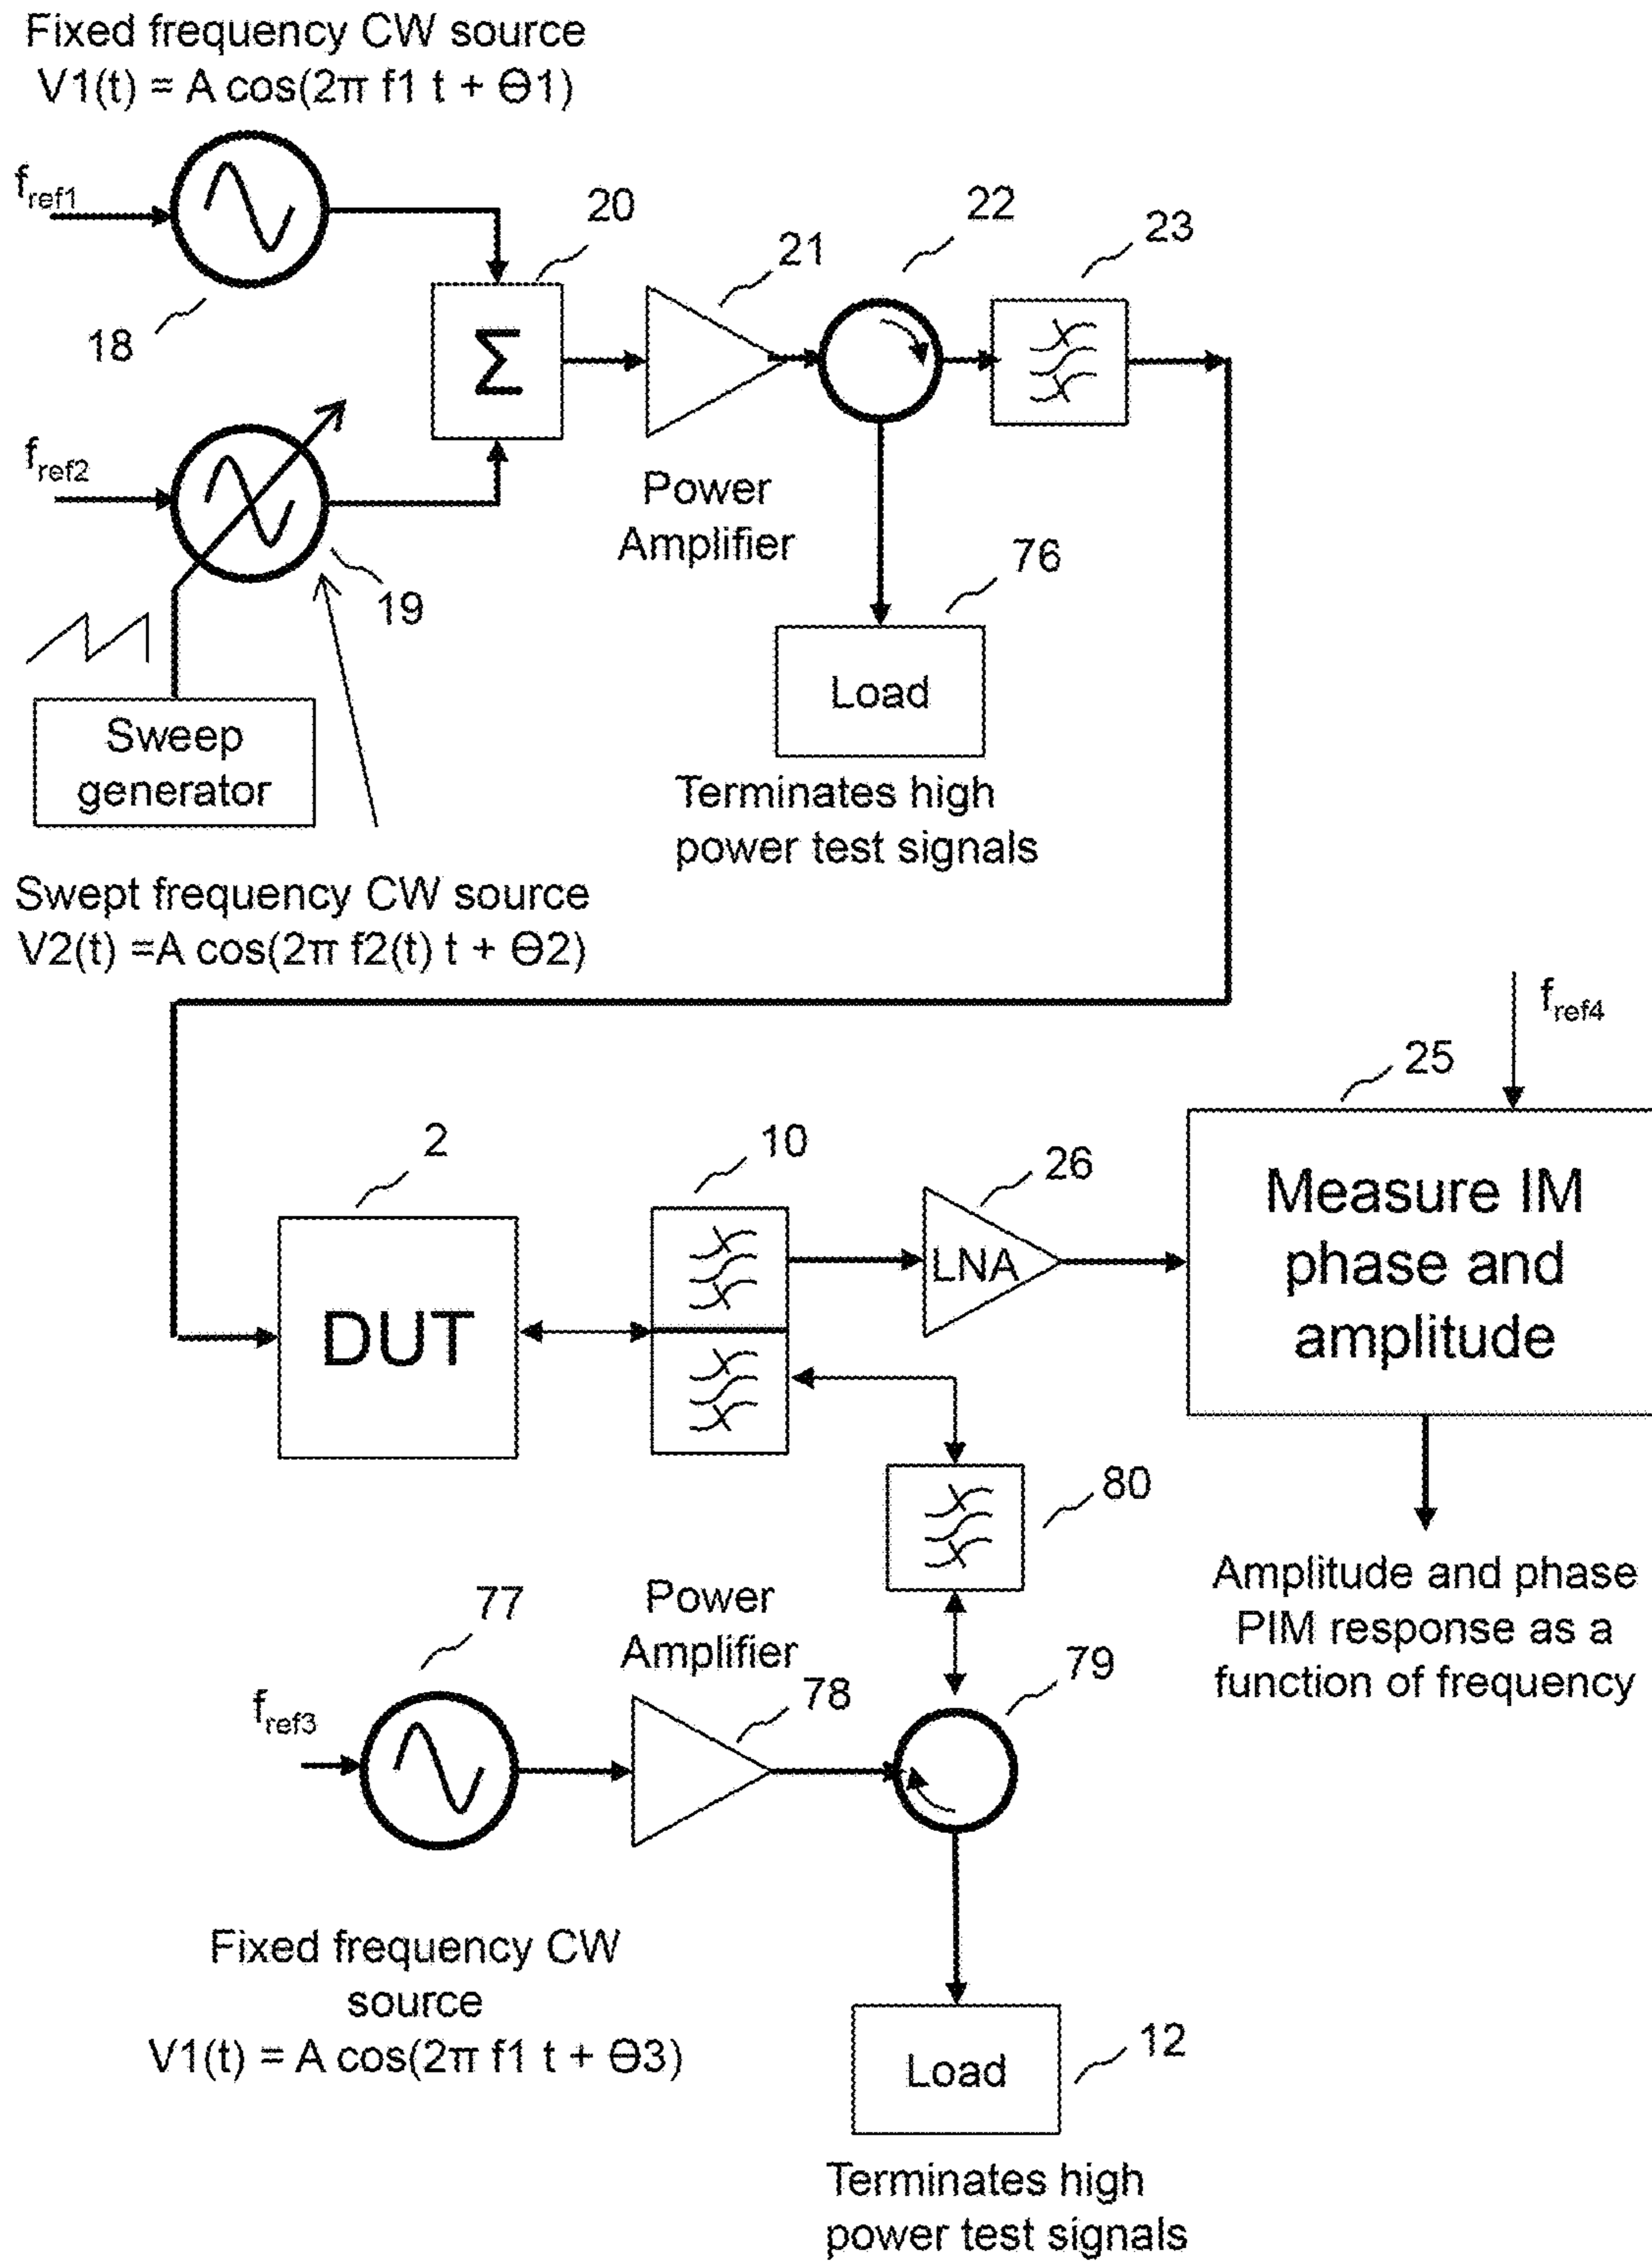 Fixed frequency CW source
V1(t) = A cos(2π f1 t + Θ1)
fref1
18
20
21
22
23
Σ
fref2
19
Power
Amplifier
76
Load
Terminates high
power test signals
Sweep
generator
Swept frequency CW source
V2(t) =A cos(2π f2(t) t + Θ2)
fref4
25
2
10
26
DUT
LNA
Measure IM
phase and
amplitude
80
Amplitude and phase
PIM response as a
function of frequency
77
Power
Amplifier
78
79
fref3
Fixed frequency CW
source
V1(t) = A cos(2π f1 t + Θ3)
Load
12
Terminates high
power test signals